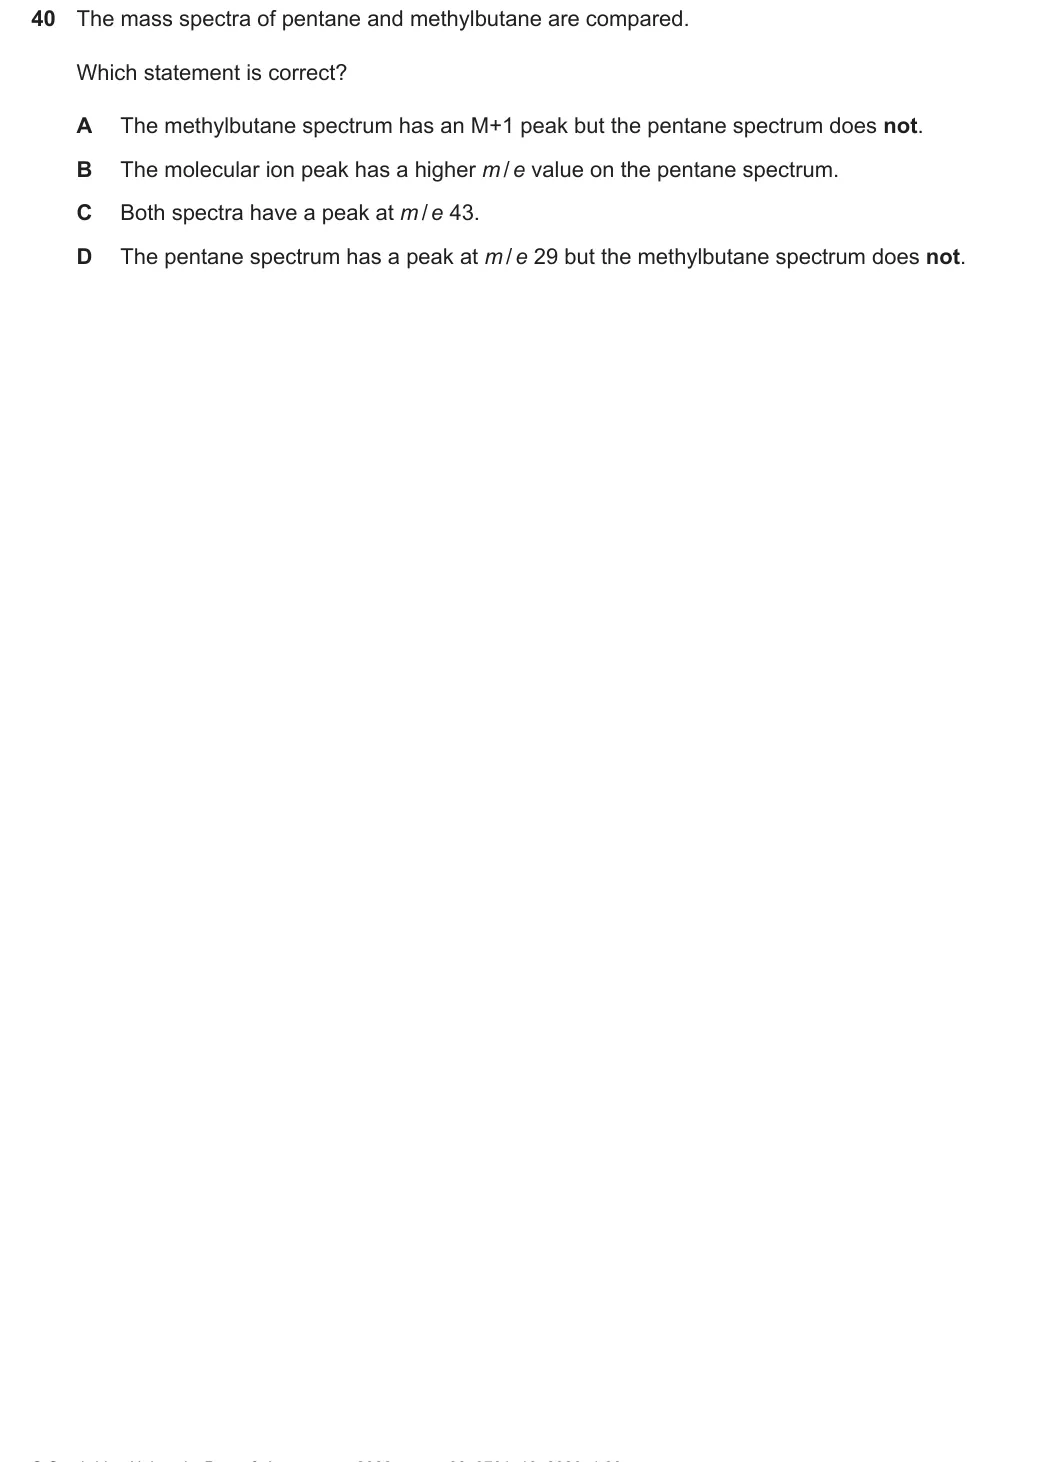 40 The mass spectra of pentane and methylbutane are compared.
Which statement is correct?
A The methylbutane spectrum has an M+1 peak but the pentane spectrum does not.
B The molecular ion peak has a higher m/e value on the pentane spectrum.
C Both spectra have a peak at m/e 43.
D The pentane spectrum has a peak at m/e 29 but the methylbutane spectrum does not.